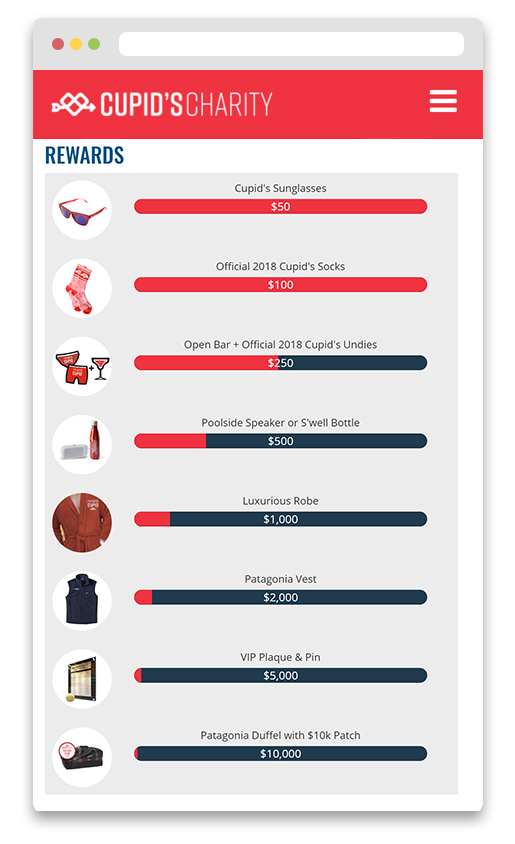 CUPID'SCHARITY
REWARDS
Cupid's Sunglasses
$50
Official 2018 Cupid's Socks
$100
Open Bar + Official 2018 Cupid's Undies
$250
Poolside Speaker or S'well Bottle
$500
Luxurious Robe
$1,000
Patagonia Vest
$2,000
VIP Plaque & Pin
$5,000
Patagonia Duffel with $10k Patch
$10,000